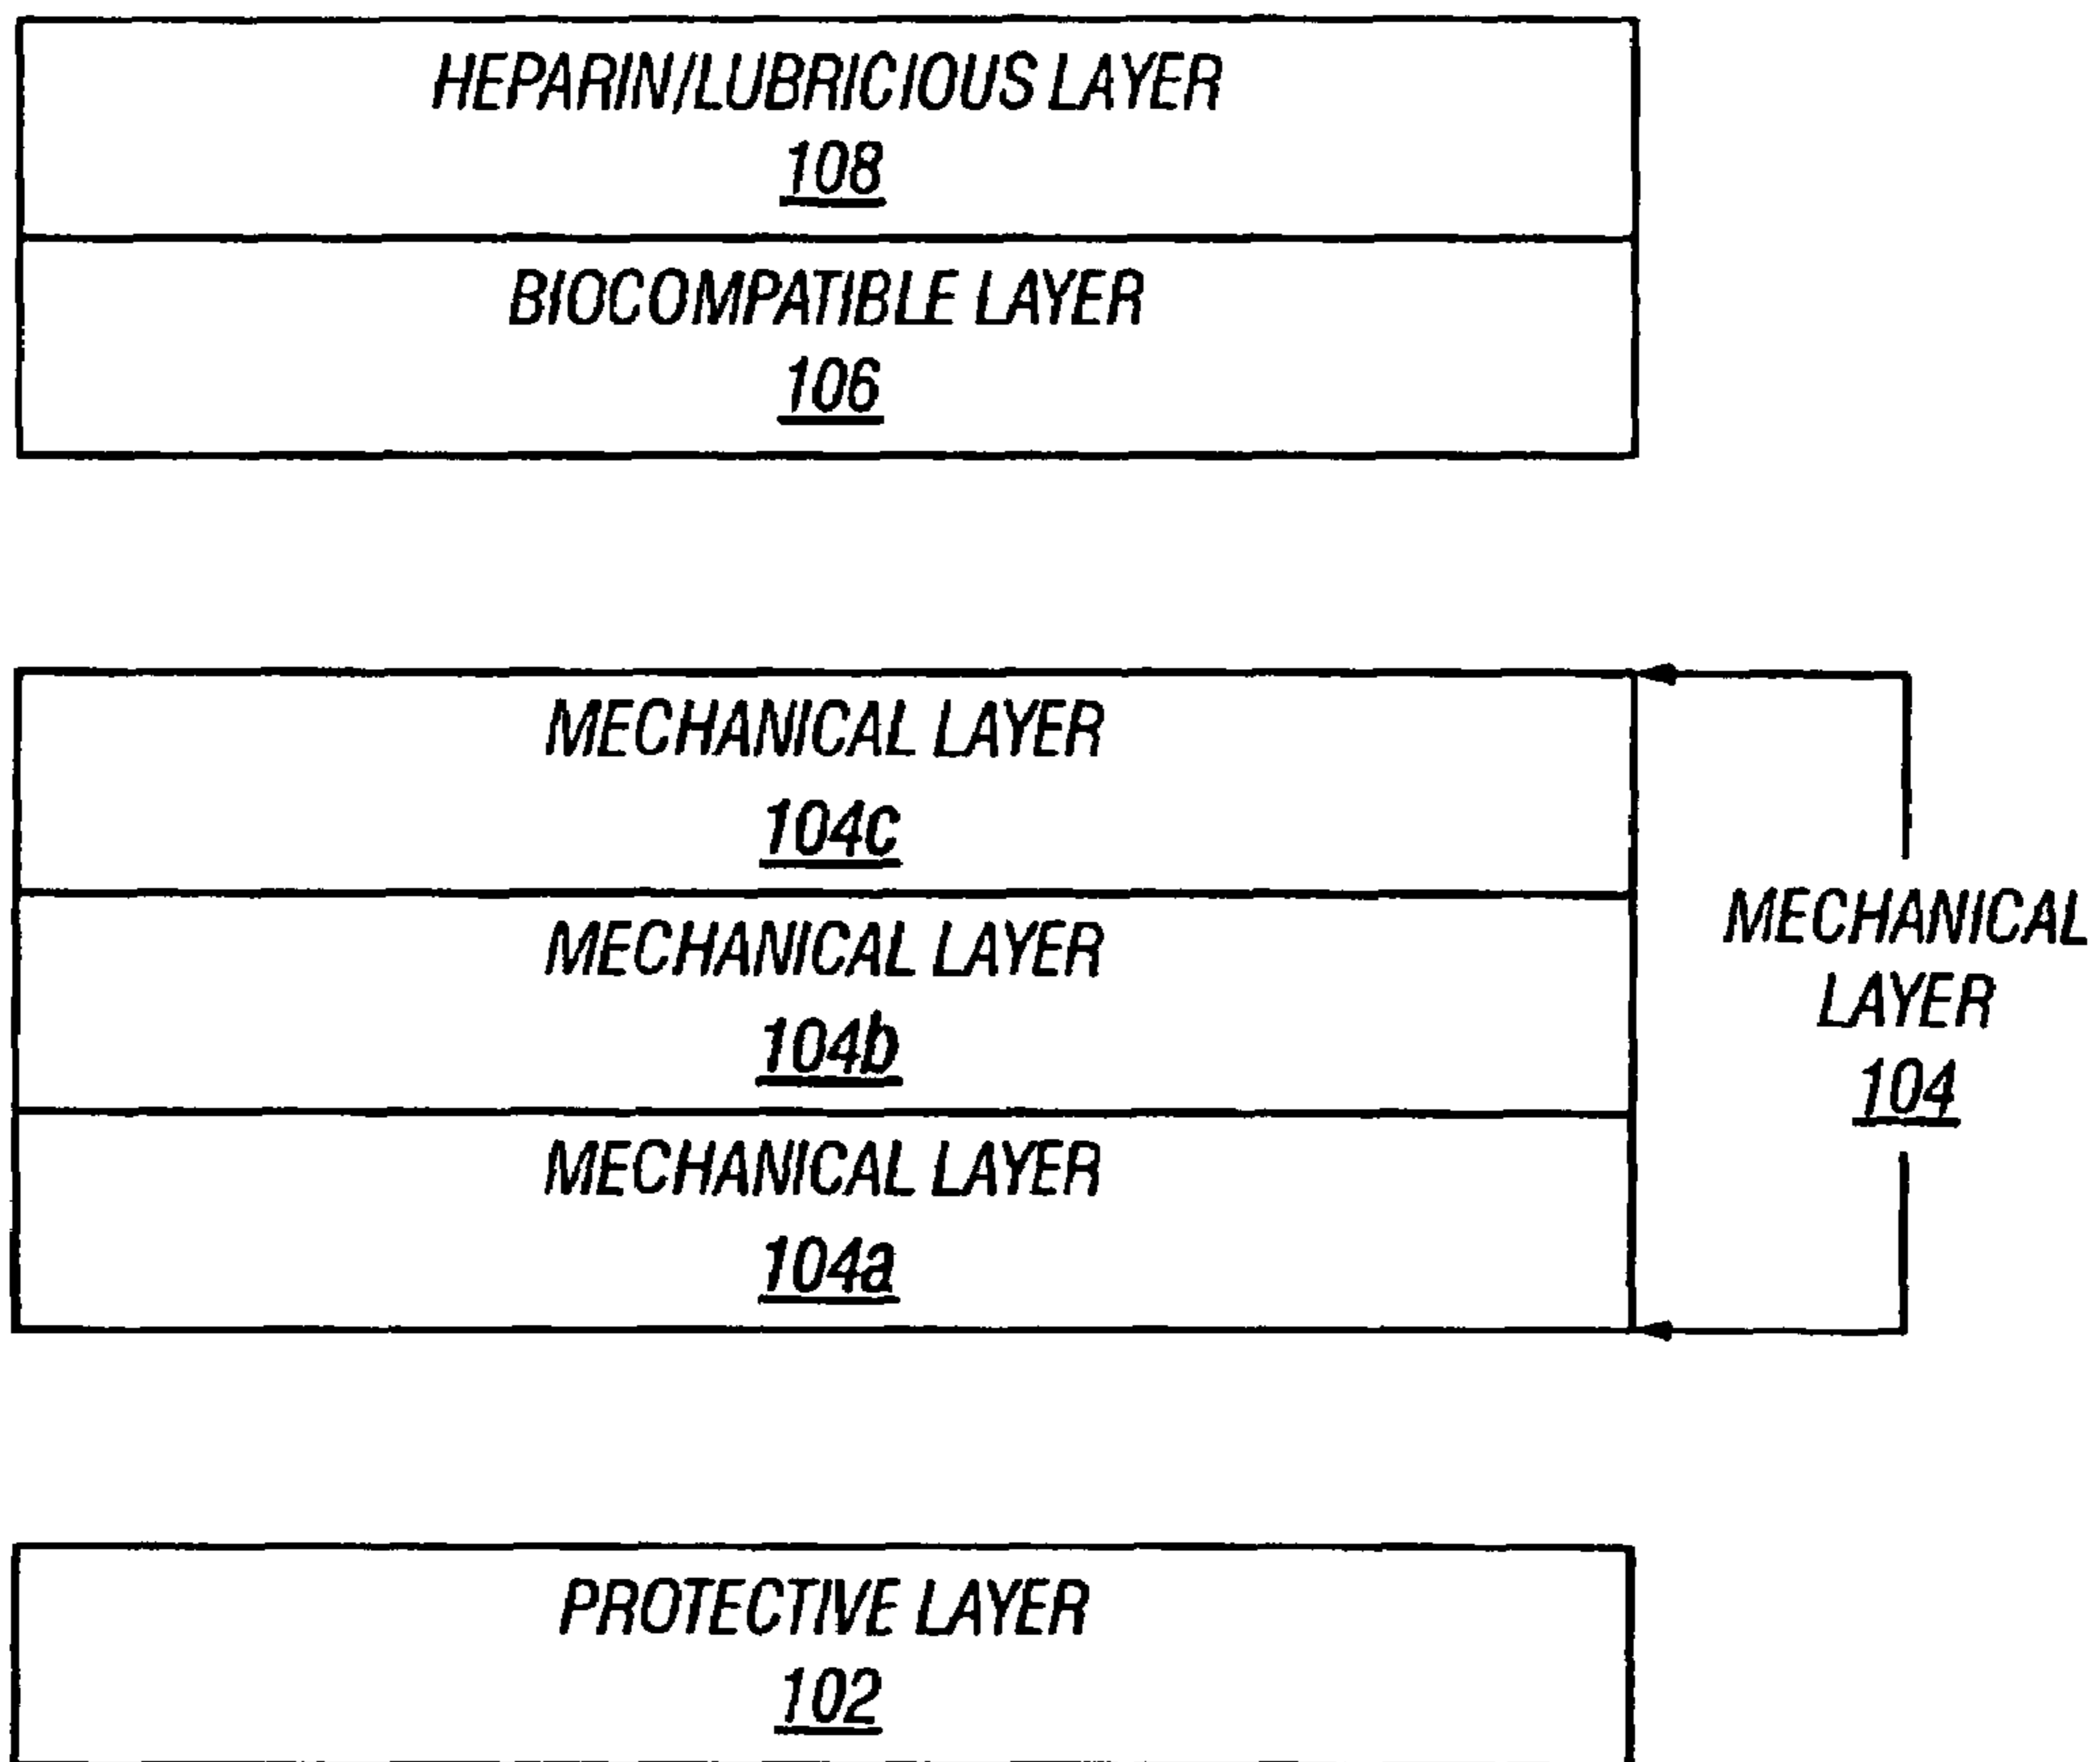 HEPARIN/LUBRICIOUS LAYER
108
BIOCOMPATIBLE LAYER
106
MECHANICAL LAYER
104c
MECHANICAL LAYER
104b
MECHANICAL LAYER
104a
MECHANICAL
LAYER
104
PROTECTIVE LAYER
102